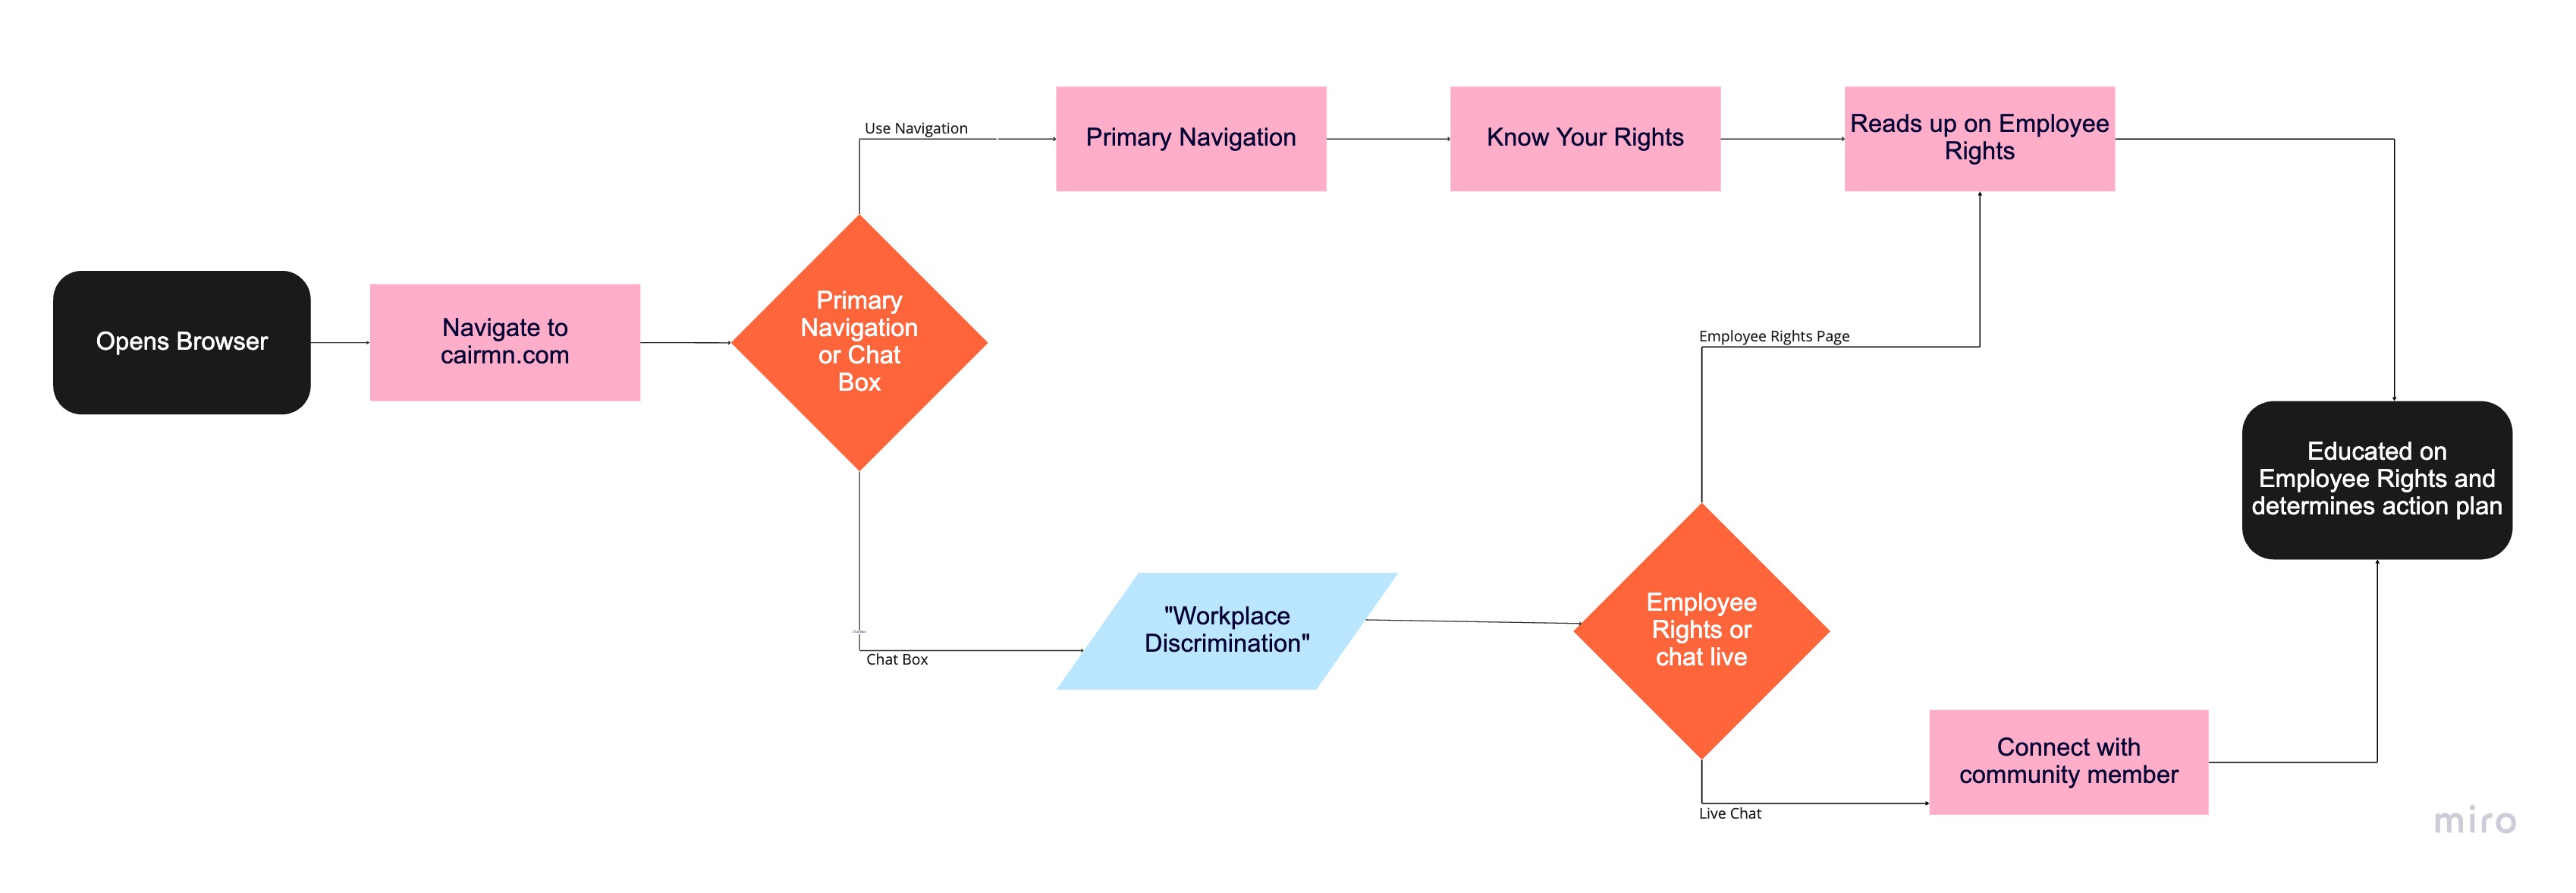 Use Navigation
Primary Navigation
Know Your Rights
Reads up on Employee
Rights
Opens Browser
Navigate to
cairmn.com
Primary
Navigation
or Chat
Box
Employee Rights Page
Educated on
Employee Rights and
determines action plan
"Workplace
Discrimination"
Employee
Rights or
chat live
Chat Box
Connect with
community member
Live Chat
miro